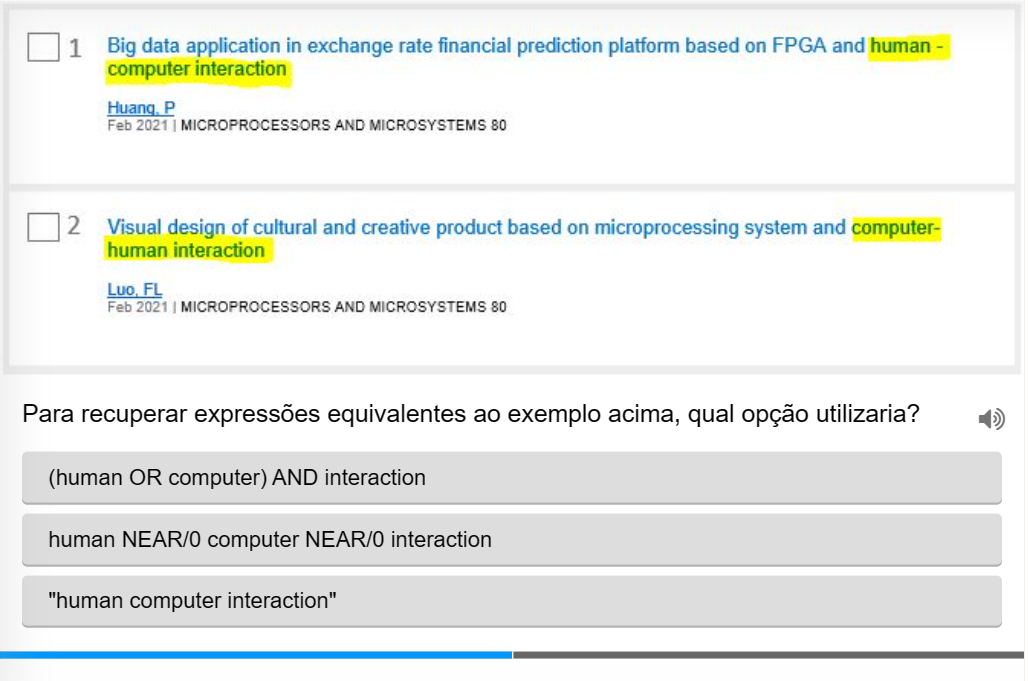 1 Big data application in exchange rate financial prediction platform based on FPGA and human -
computer interaction
Huang, P
Feb 2021 | MICROPROCESSORS AND MICROSYSTEMS 80
2 Visual design of cultural and creative product based on microprocessing system and computer-
human interaction
Luo, FL
Feb 2021 | MICROPROCESSORS AND MICROSYSTEMS 80
Para recuperar expressões equivalentes ao exemplo acima, qual opção utilizaria?
(human OR computer) AND interaction
human NEAR/0 computer NEAR/0 interaction
"human computer interaction"